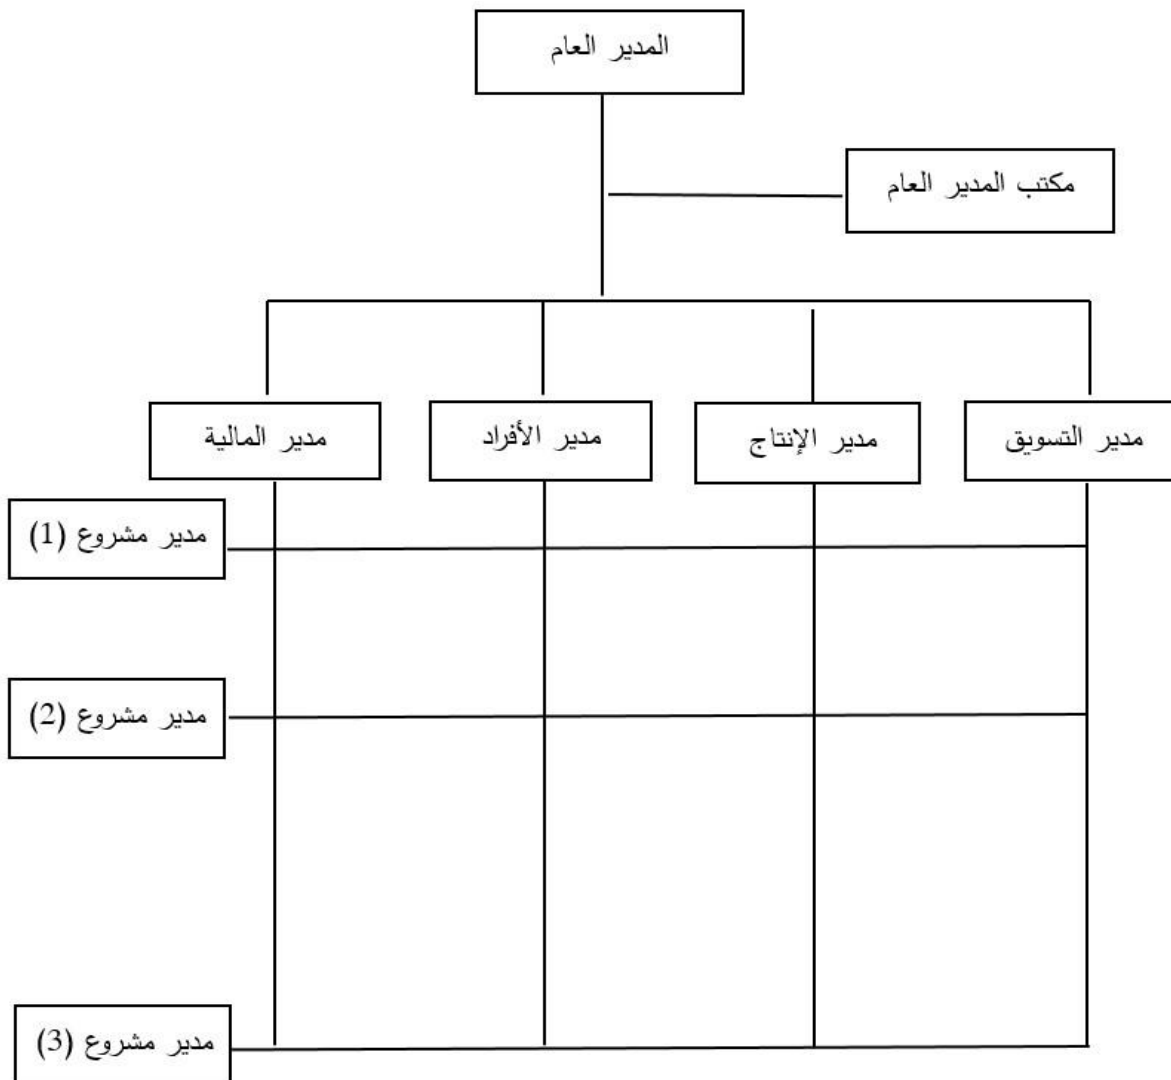 المدير العام
مكتب المدير العام
مدير التسويق
مدير الإنتاج
مدير الأفراد
مدير المالية
مدير مشروع (1)
مدير مشروع (2)
مدير مشروع (3)